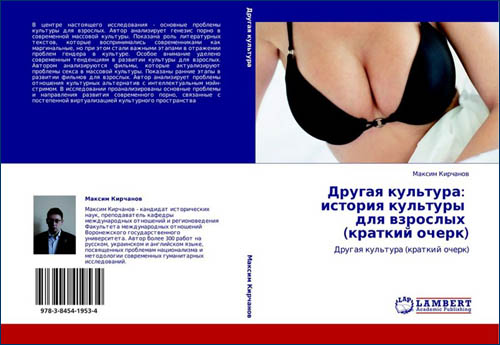 В центре настоящего исследования - основные проблемы
культуры для взрослых. Автор анализирует генезис порно в
современной массовой культуры. Показана роль литературных
текстов, которые воспринимались современниками как
маргинальные, но при этом стали важными этапами в отражении
проблем гендера в культуре. Особое внимание уделено
современным тенденциям в развитии культуры для взрослых.
Автором анализируются фильмы, которые актуализируют
проблемы секса в массовой культуры. Показаны ранние этапы в
развитии фильмов для взрослых. Автор анализирует проблемы
отношения культурных альтернатив с интеллектуальным мэйн-
стримом. В исследовании проанализированы основные проблемы
и направления развития современного порно, связанные с
постепенной виртуализацией культурного пространства
Максим Кирчанов
Максим Кирчанов - кандидат исторических
наук, преподаватель кафедры
международных отношений и регионоведения
Факультета международных отношений
Воронежского государственного
университета. Автор более 300 работ на
русском, украинском и английском языке,
посвященных проблемам национализма и
методологии современных гуманитарных
исследований.
978-3-8454-1953-4
Другая культура
Максим Кирчанов
Максим Кирчанов
Другая культура:
история культуры
для взрослых
(краткий очерк)
Другая культура (краткий очерк)
LAP
LAMBERT
Academic Publishing